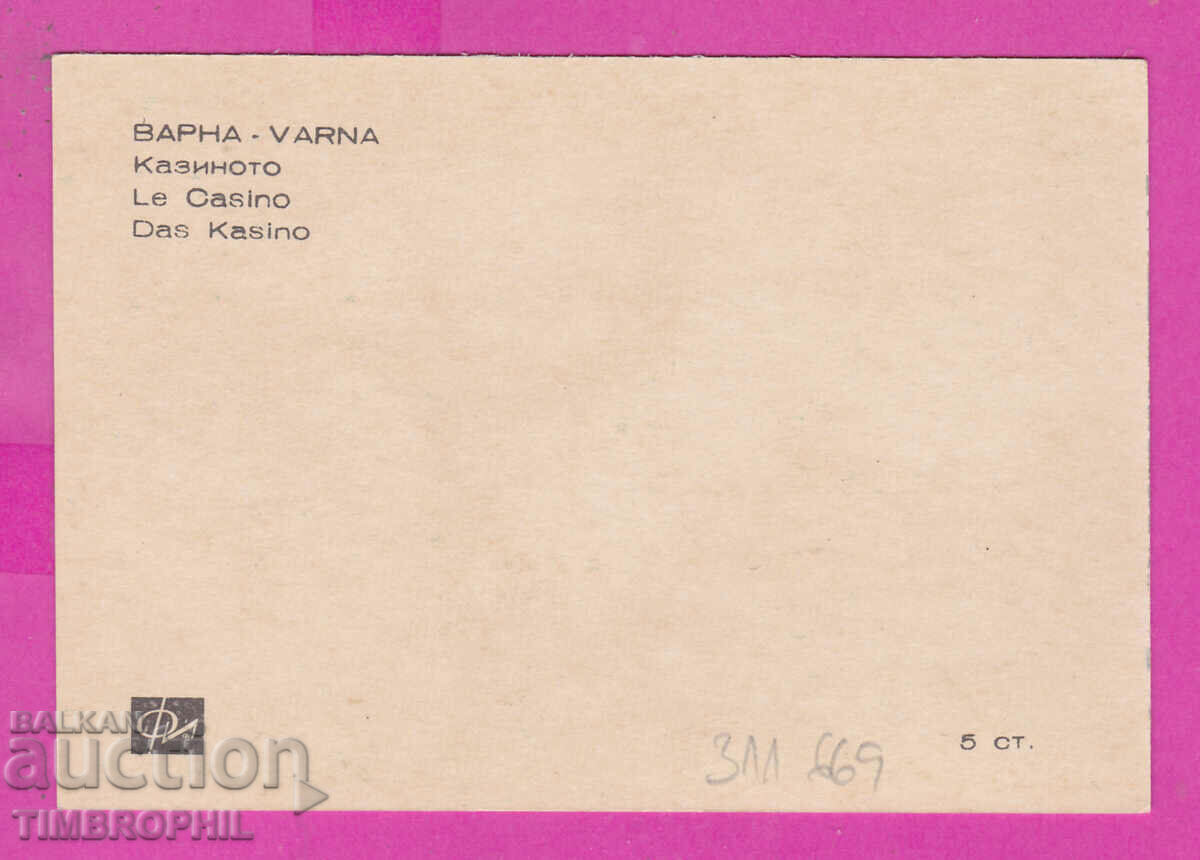 ВАРНА - VARNA
Казиното
Le Casino
Das Kasino
BALKAN
auction
TIMBROPHIL
311 669
5 ст.